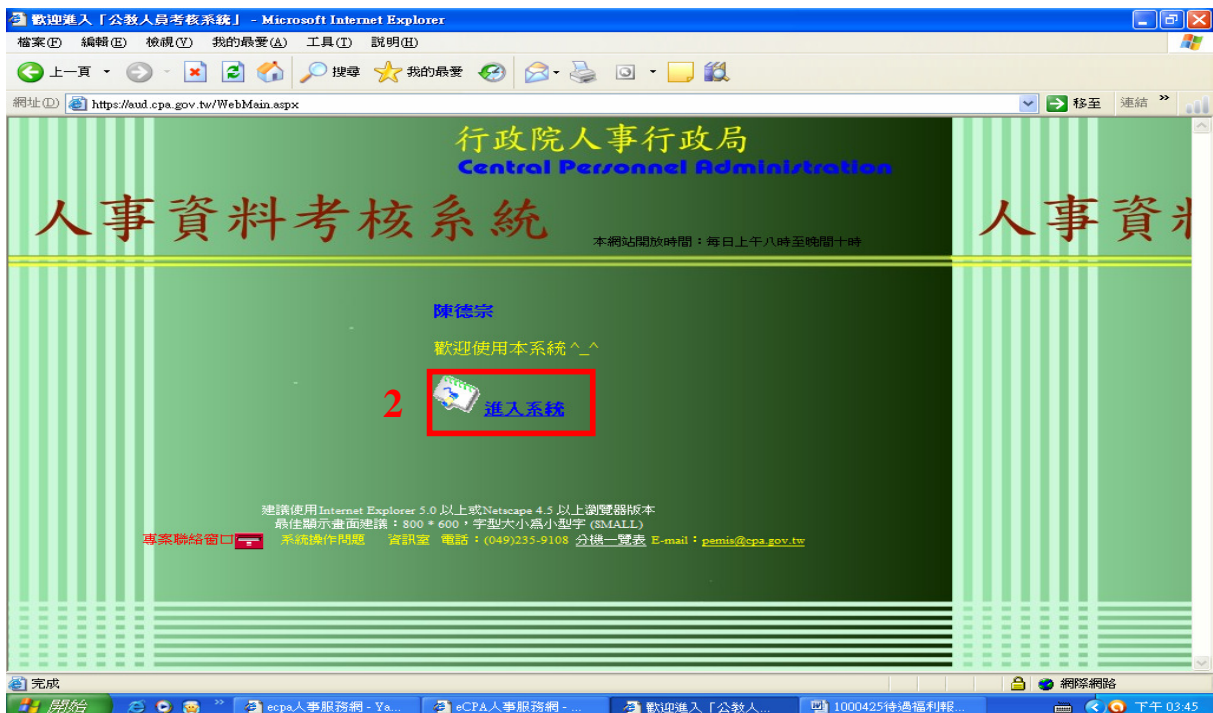 歡迎進入「公教人員考核系統」 - Microsoft Internet Explorer
檔案(F) 編輯(E) 檢視(V) 我的最愛(A) 工具(T) 說明(H)
上一頁 搜尋 我的最愛
網址(D) https://aud.cpa.gov.tw/WebMain.aspx 移至 連結 »
行政院人事行政局
Central Personnel Administration
人事資料考核系統 人事資料
本網站開放時間：每日上午八時至晚間十時
陳德宗
歡迎使用本系統^_^
2 進入系統
建議使用Internet Explorer 5.0 以上或Netscape 4.5 以上瀏覽器版本
最佳顯示畫面建議：800 * 600，字型大小為小型字 (SMALL)
專案聯絡窗口 系統操作問題 資訊室 電話：(049)235-9108 分機一覽表 E-mail：pemis@cpa.gov.tw
完成 網際網路
開始 » ecpa人事服務網 - Ya... eCPA人事服務網 - ... 歡迎進入「公教人... 1000425待遇福利報... 下午 03:45